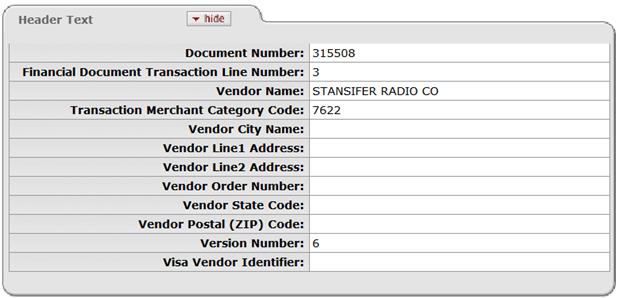 Header Text
hide
Document Number: 315508
Financial Document Transaction Line Number: 3
Vendor Name: STANSIFER RADIO CO
Transaction Merchant Category Code: 7622
Vendor City Name:
Vendor Line1 Address:
Vendor Line2 Address:
Vendor Order Number:
Vendor State Code:
Vendor Postal (ZIP) Code:
Version Number: 6
Visa Vendor Identifier: